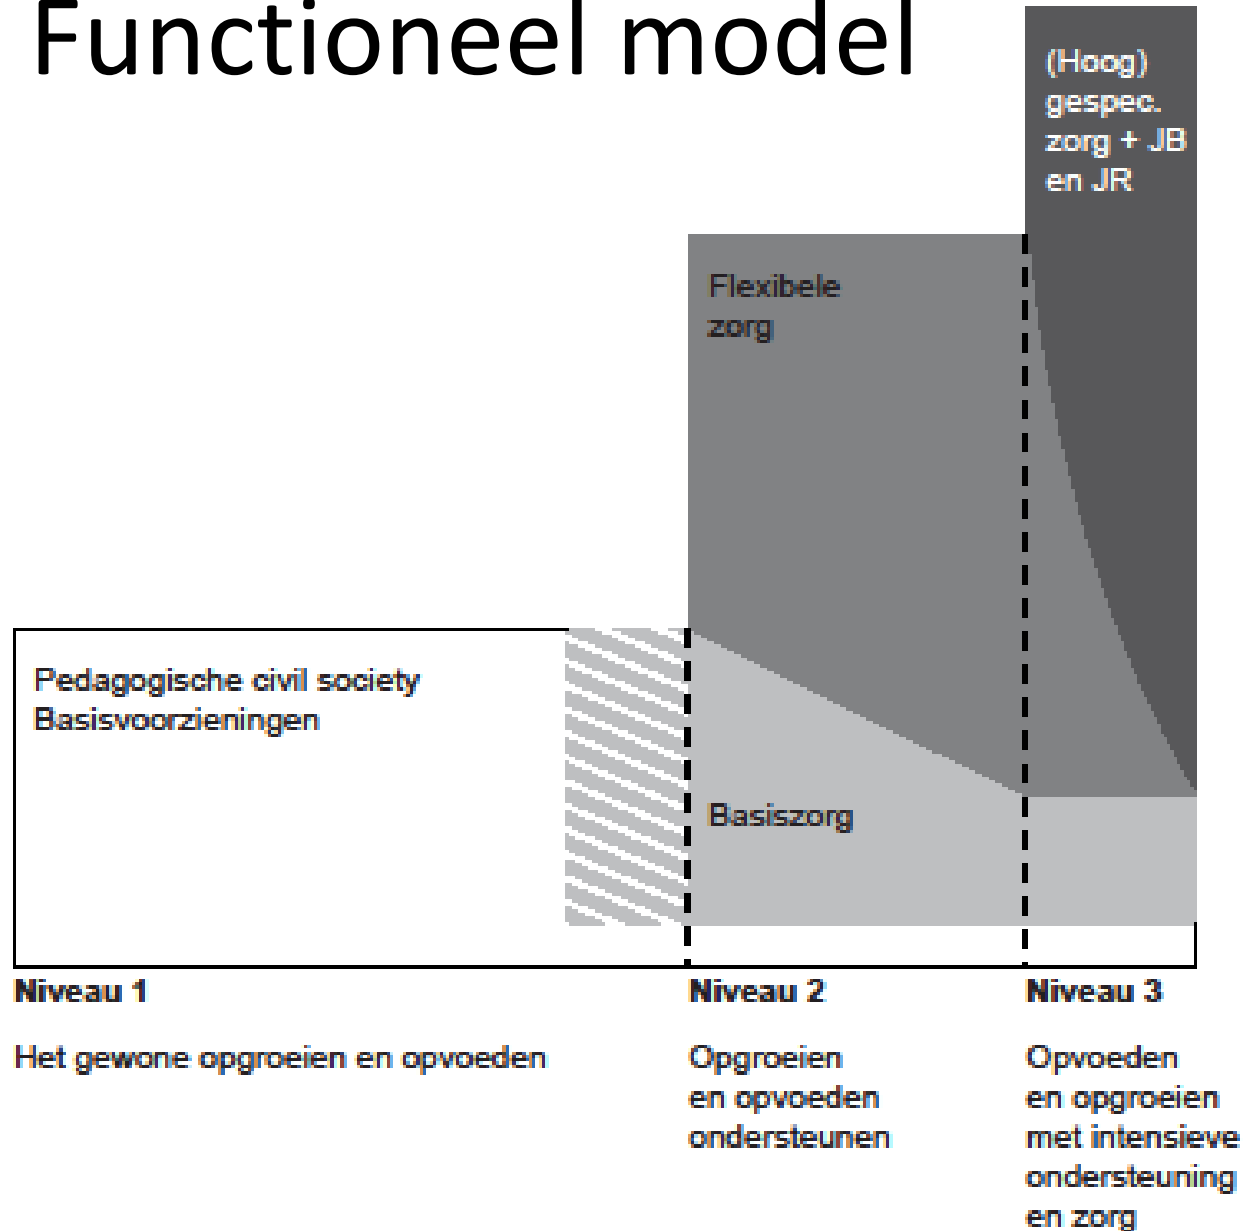 Functioneel model
(Hoog)
gespec.
zorg + JB
en JR
Flexibele
zorg
Pedagogische civil society
Basisvoorzieningen
Basiszorg
Niveau 1
Het gewone opgroeien en opvoeden
Niveau 2
Opgroeien
en opvoeden
ondersteunen
Niveau 3
Opvoeden
en opgroeien
met intensieve
ondersteuning
en zorg